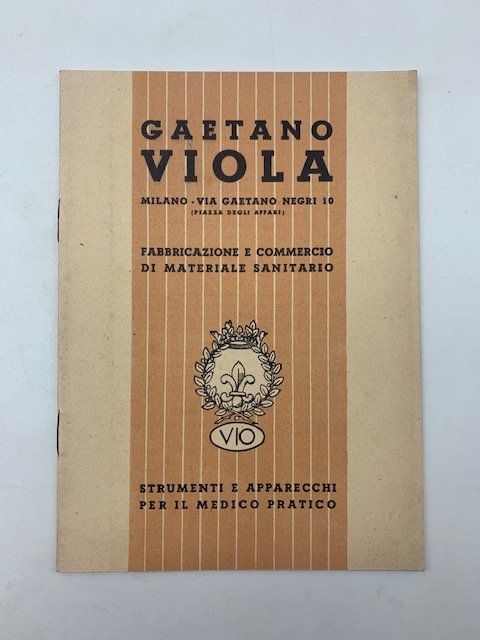 GAETANO
VIOLA
MILANO - VIA GAETANO NEGRI 10
(PIAZZA DEGLI AFFARI)
FABBRICAZIONE E COMMERCIO
DI MATERIALE SANITARIO
VIO
STRUMENTI E APPARECCHI
PER IL MEDICO PRATICO